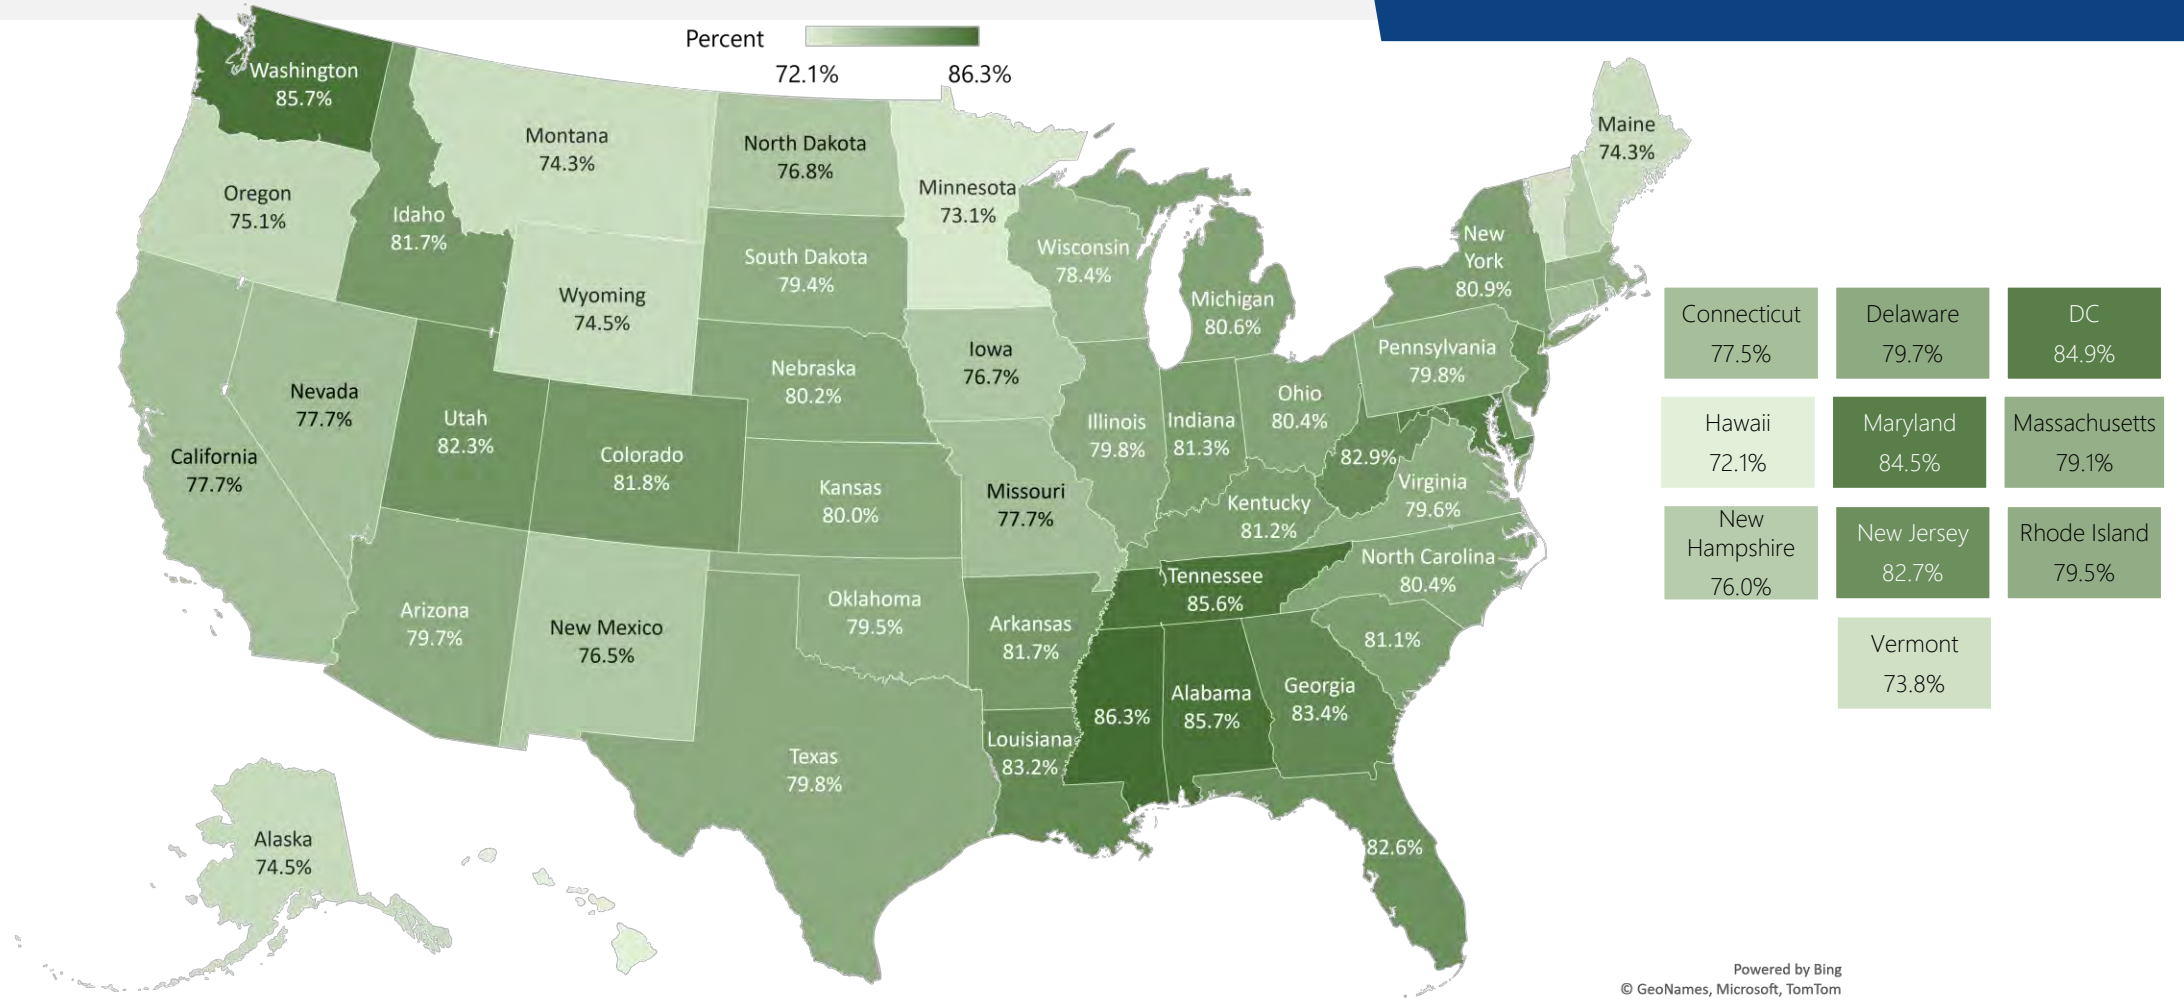 Percent
72.1%
86.3%
Washington
85.7%
Oregon
75.1%
Idaho
81.7%
Montana
74.3%
Wyoming
74.5%
North Dakota
76.8%
South Dakota
79.4%
Nebraska
80.2%
Kansas
80.0%
Minnesota
73.1%
Iowa
76.7%
Missouri
77.7%
Wisconsin
78.4%
Michigan
80.6%
Illinois
79.8%
Indiana
81.3%
Ohio
80.4%
Kentucky
81.2%
82.9%
Virginia
79.6%
Pennsylvania
79.8%
New
York
80.9%
Maine
74.3%
Nevada
77.7%
California
77.7%
Utah
82.3%
Colorado
81.8%
Arizona
79.7%
New Mexico
76.5%
Oklahoma
79.5%
Texas
79.8%
Arkansas
81.7%
Louisiana
83.2%
Tennessee
85.6%
North Carolina
80.4%
81.1%
86.3%
Alabama
85.7%
Georgia
83.4%
82.6%
Alaska
74.5%
Connecticut
77.5%
Delaware
79.7%
DC
84.9%
Hawaii
72.1%
Maryland
84.5%
Massachusetts
79.1%
New
Hampshire
76.0%
New Jersey
82.7%
Rhode Island
79.5%
Vermont
73.8%
Powered by Bing
© GeoNames, Microsoft, TomTom